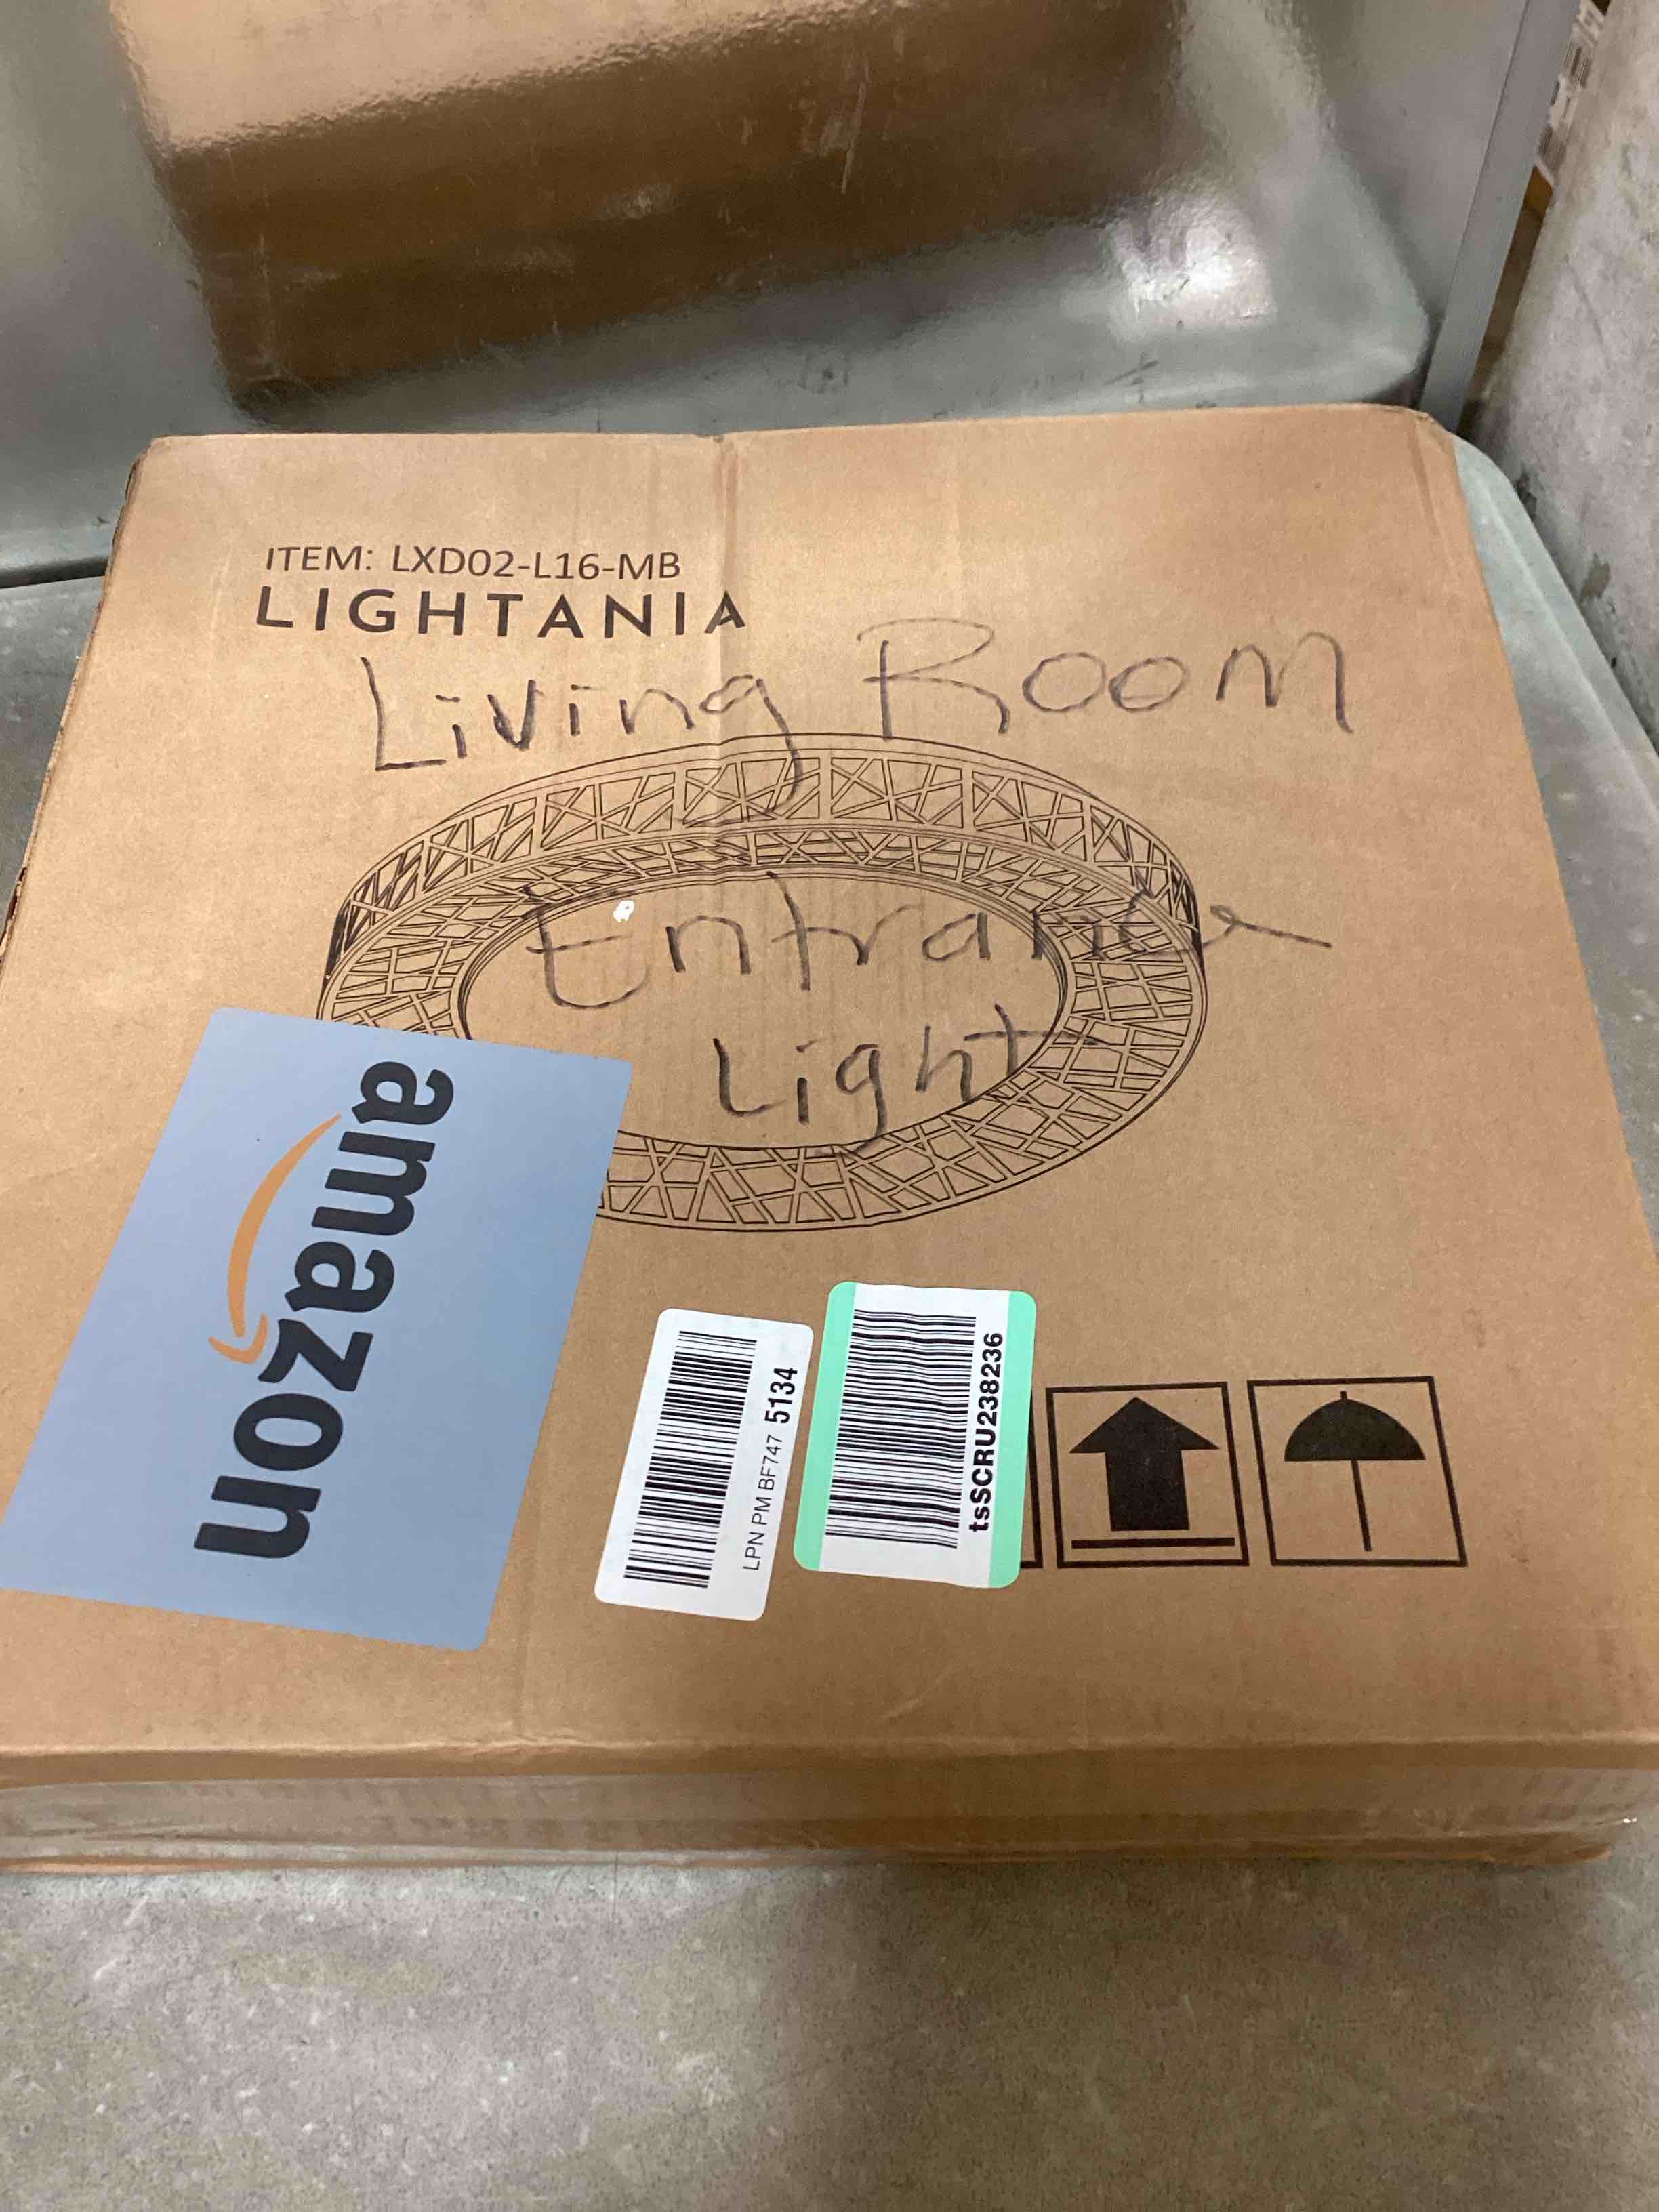 ITEM: LXD02-L16-MB
LIGHTANIA
Living Room
Entrance
Light
amazon
LPN PM BF747 5134
tsSCRU238236